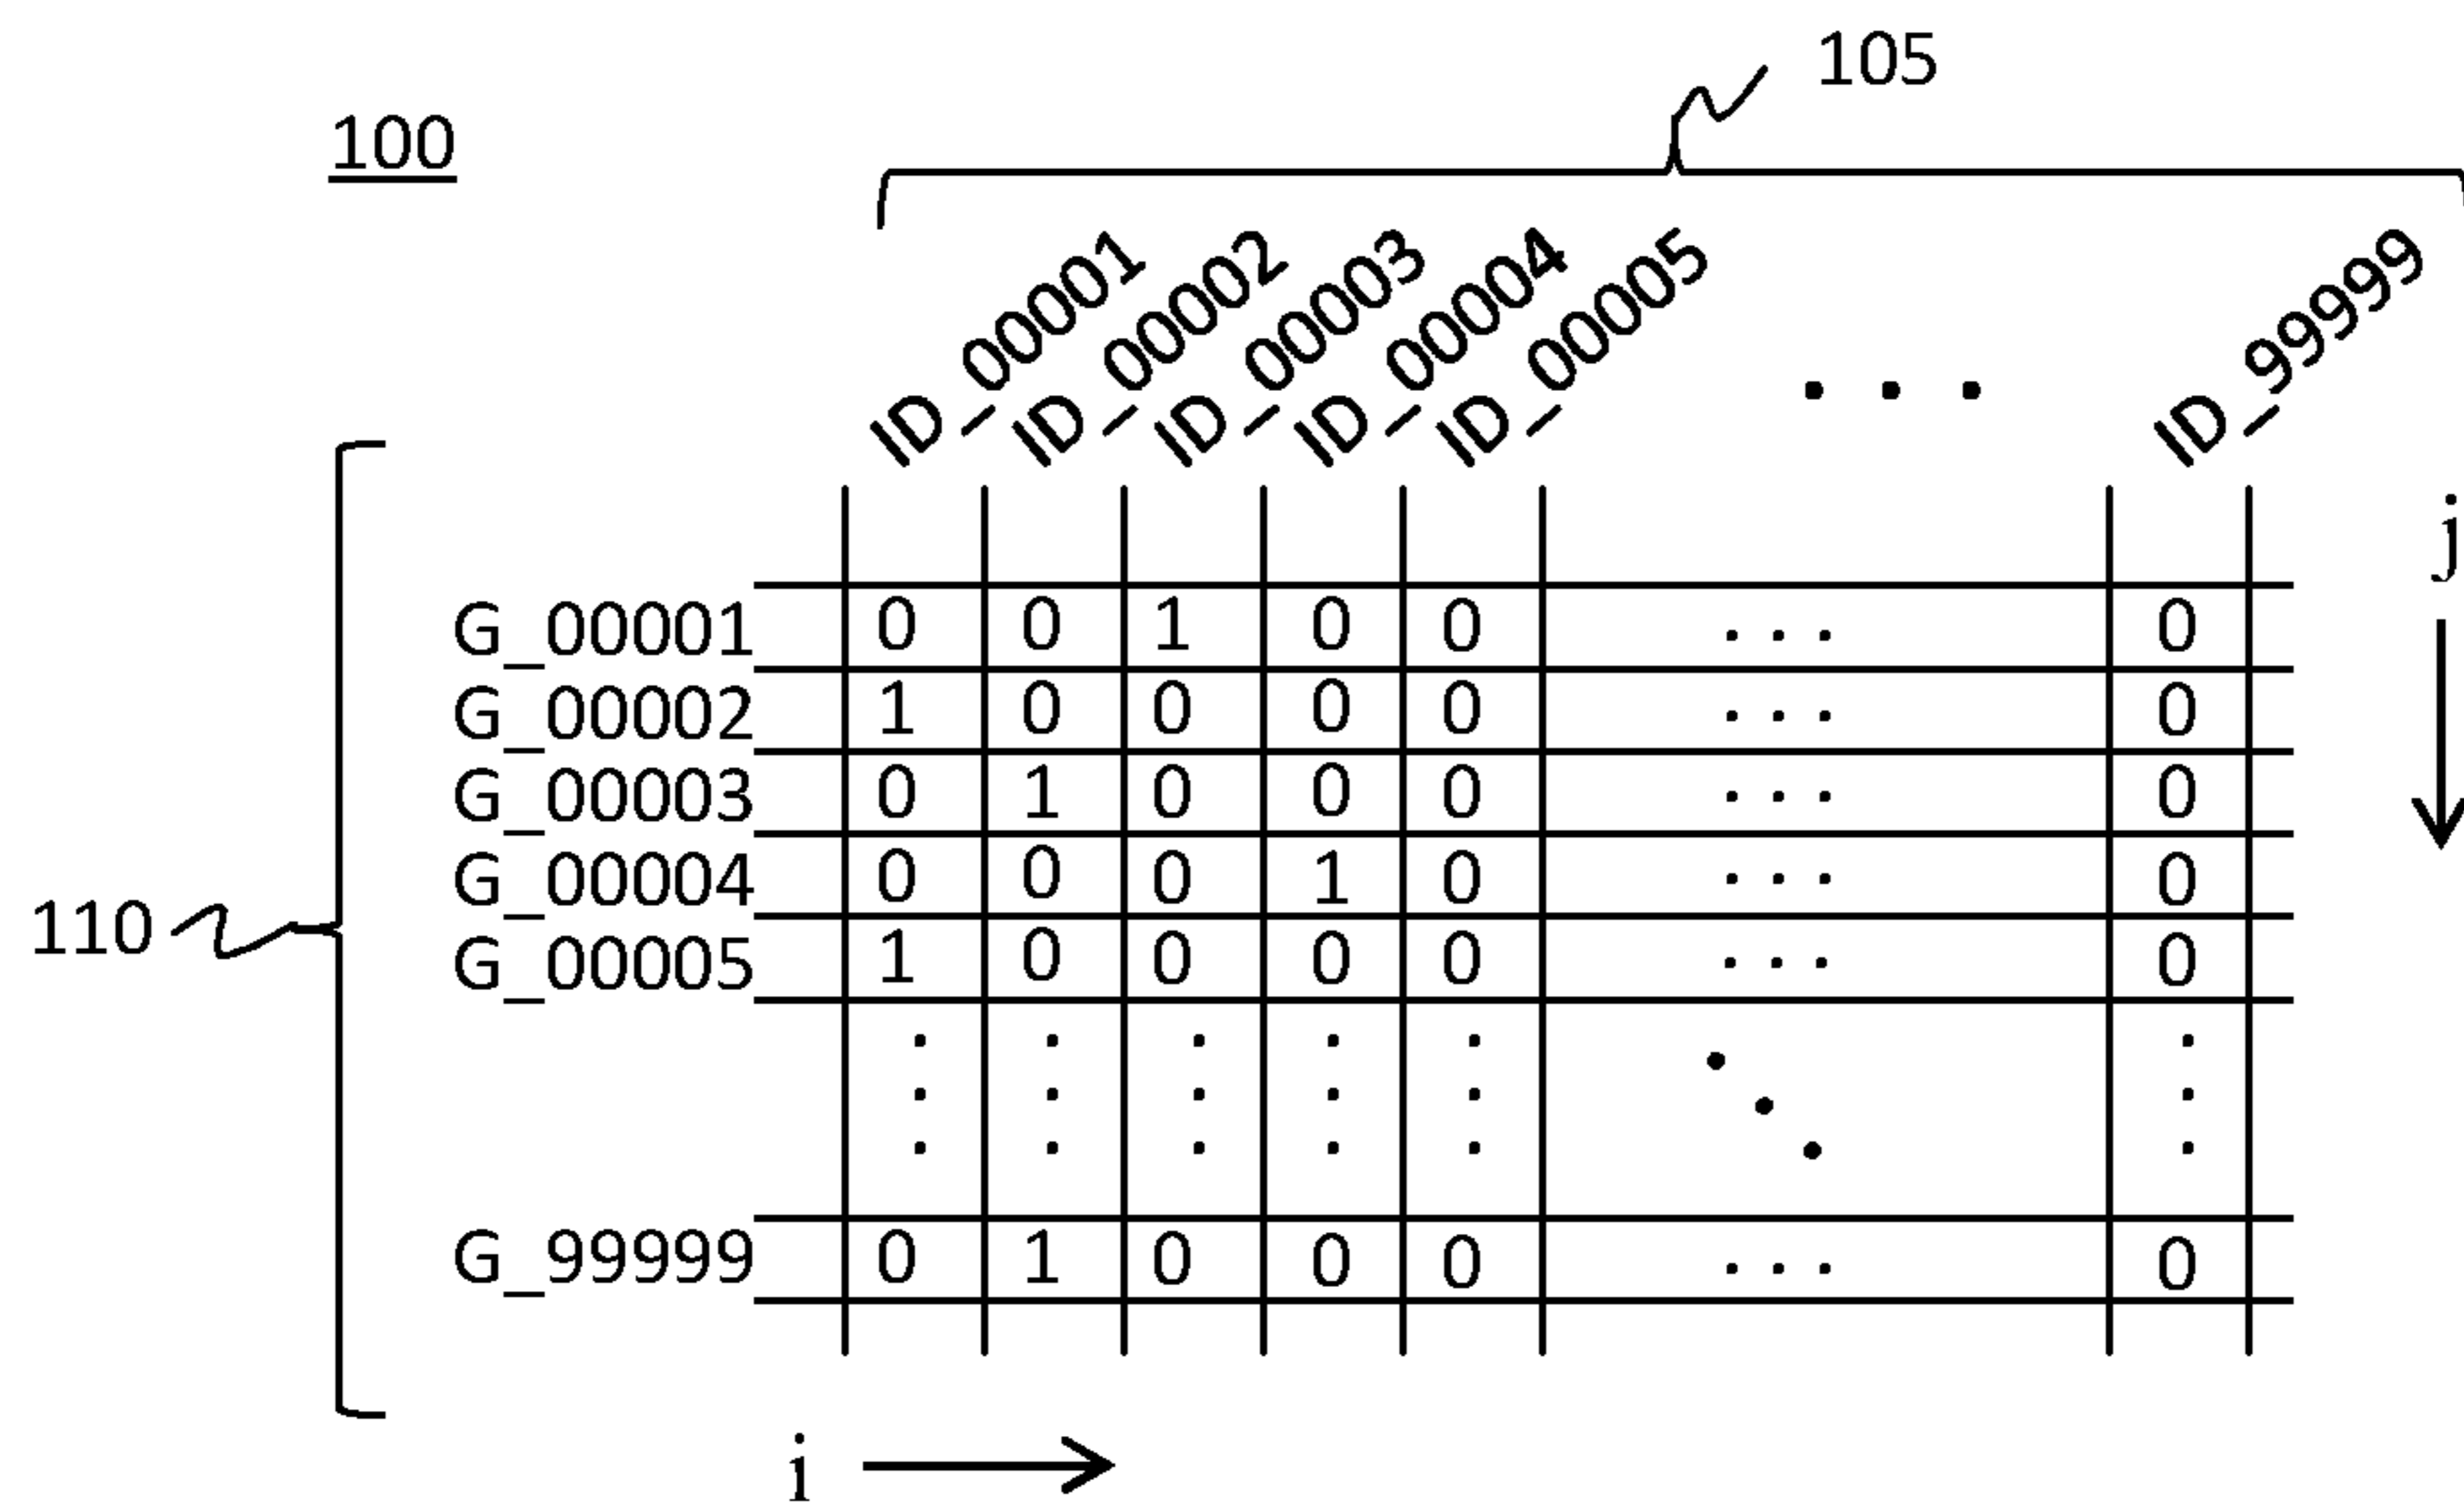 105
100
ID_00001 ID_00002 ID_00003 ID_00004 ID_00005 . . . ID_99999
j
G_00001 0 0 1 0 0 . . . 0
G_00002 1 0 0 0 0 . . . 0
G_00003 0 1 0 0 0 . . . 0
G_00004 0 0 0 1 0 . . . 0
110
G_00005 1 0 0 0 0 . . . 0
G_99999 0 1 0 0 0 . . . 0
i